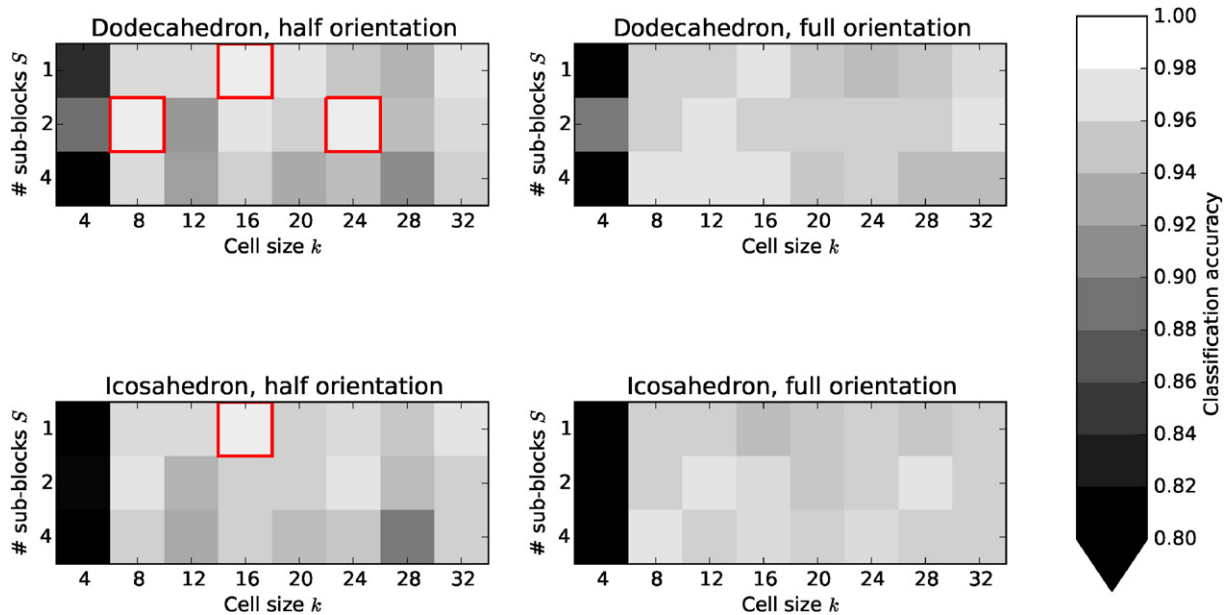 Dodecahedron, half orientation
# sub-blocks S
1
2
4
4 8 12 16 20 24 28 32
Cell size k
Dodecahedron, full orientation
# sub-blocks S
1
2
4
4 8 12 16 20 24 28 32
Cell size k
Icosahedron, half orientation
# sub-blocks S
1
2
4
4 8 12 16 20 24 28 32
Cell size k
Icosahedron, full orientation
# sub-blocks S
1
2
4
4 8 12 16 20 24 28 32
Cell size k
1.00
0.98
0.96
0.94
0.92
0.90
0.88
0.86
0.84
0.82
0.80
Classification accuracy